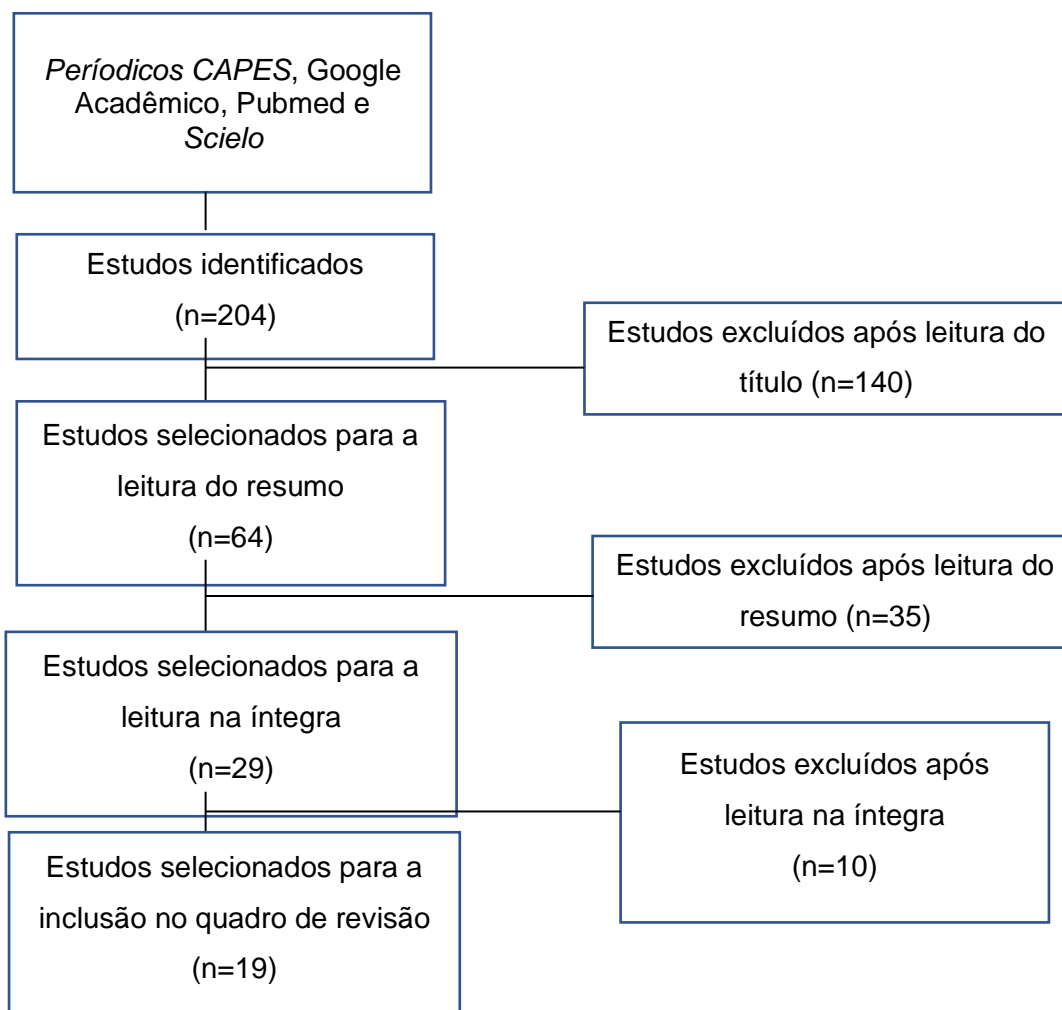 Períodicos CAPES, Google
Acadêmico, Pubmed e
Scielo
Estudos identificados
(n=204)
Estudos excluídos após leitura do
título (n=140)
Estudos selecionados para a
leitura do resumo
(n=64)
Estudos excluídos após leitura do
resumo (n=35)
Estudos selecionados para a
leitura na íntegra
(n=29)
Estudos excluídos após
leitura na íntegra
(n=10)
Estudos selecionados para a
inclusão no quadro de revisão
(n=19)